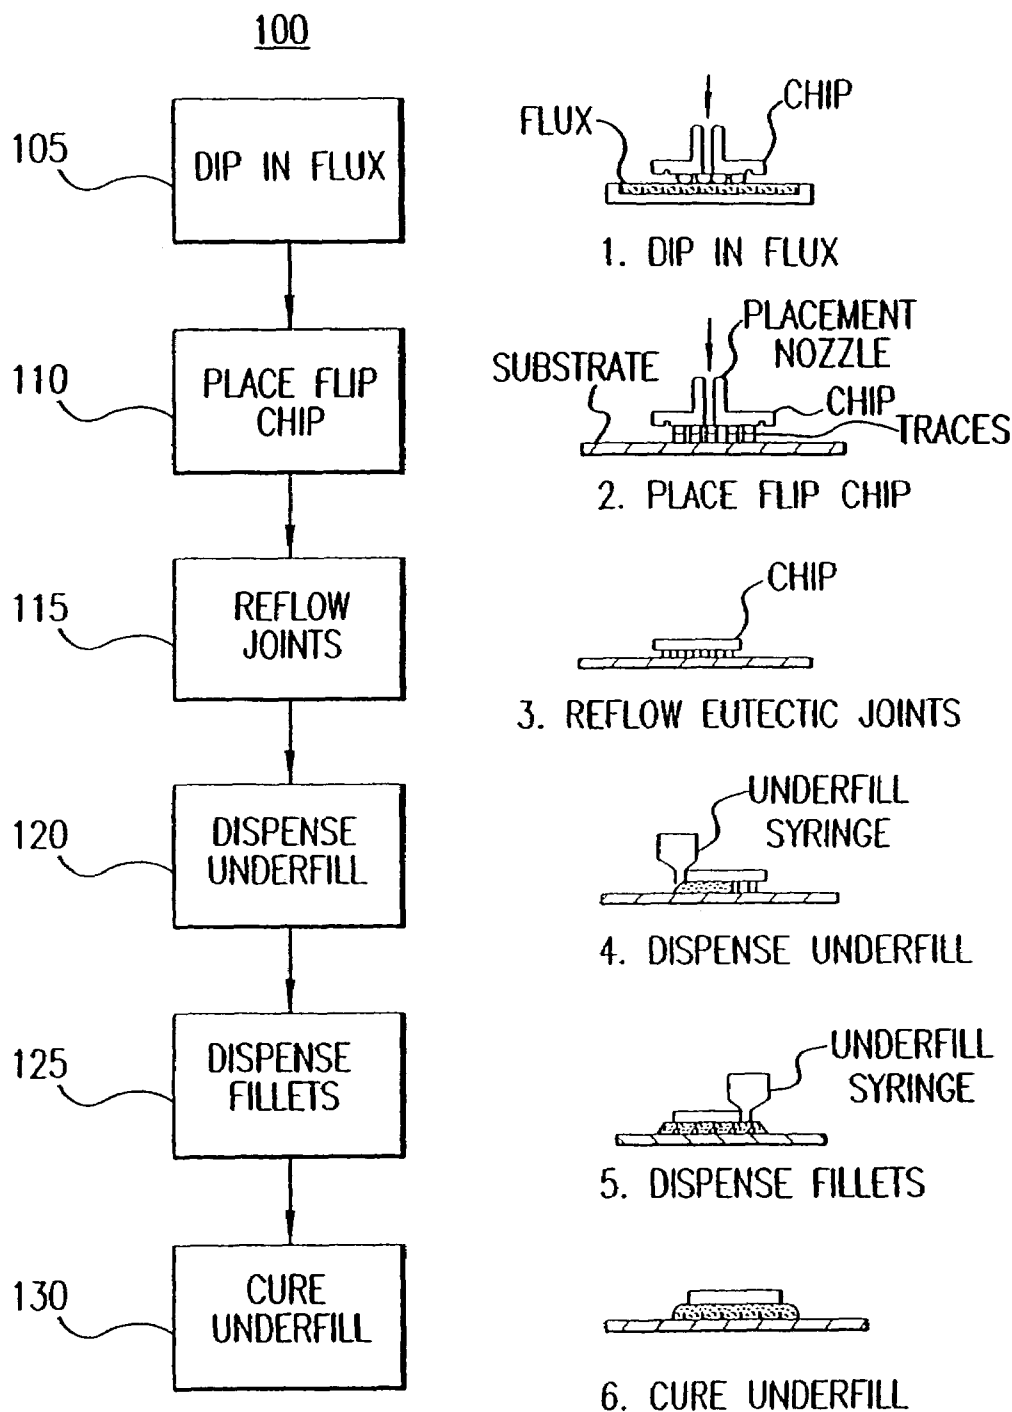 100
105
DIP IN FLUX
FLUX
CHIP
1. DIP IN FLUX
110
PLACE FLIP
CHIP
SUBSTRATE
PLACEMENT
NOZZLE
CHIP
TRACES
2. PLACE FLIP CHIP
115
REFLOW
JOINTS
CHIP
3. REFLOW EUTECTIC JOINTS
120
DISPENSE
UNDERFILL
UNDERFILL
SYRINGE
4. DISPENSE UNDERFILL
125
DISPENSE
FILLETS
UNDERFILL
SYRINGE
5. DISPENSE FILLETS
130
CURE
UNDERFILL
6. CURE UNDERFILL